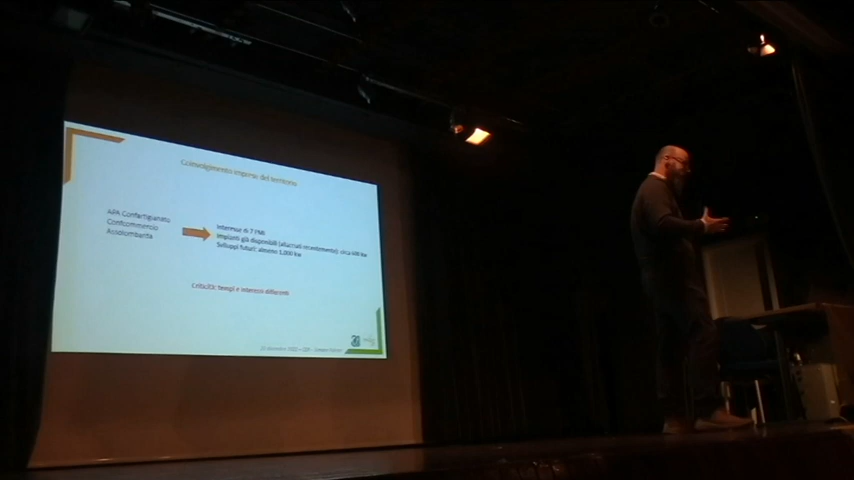 Coinvolgimento imprese del territorio
APA Confartigianato
Confcommercio
Assolombarda
Interesse di 7 PMI
Impianti già disponibili (allacciati recentemente): circa 600 kw
Sviluppi futuri: almeno 1.000 kw
Criticità: tempi e interessi differenti